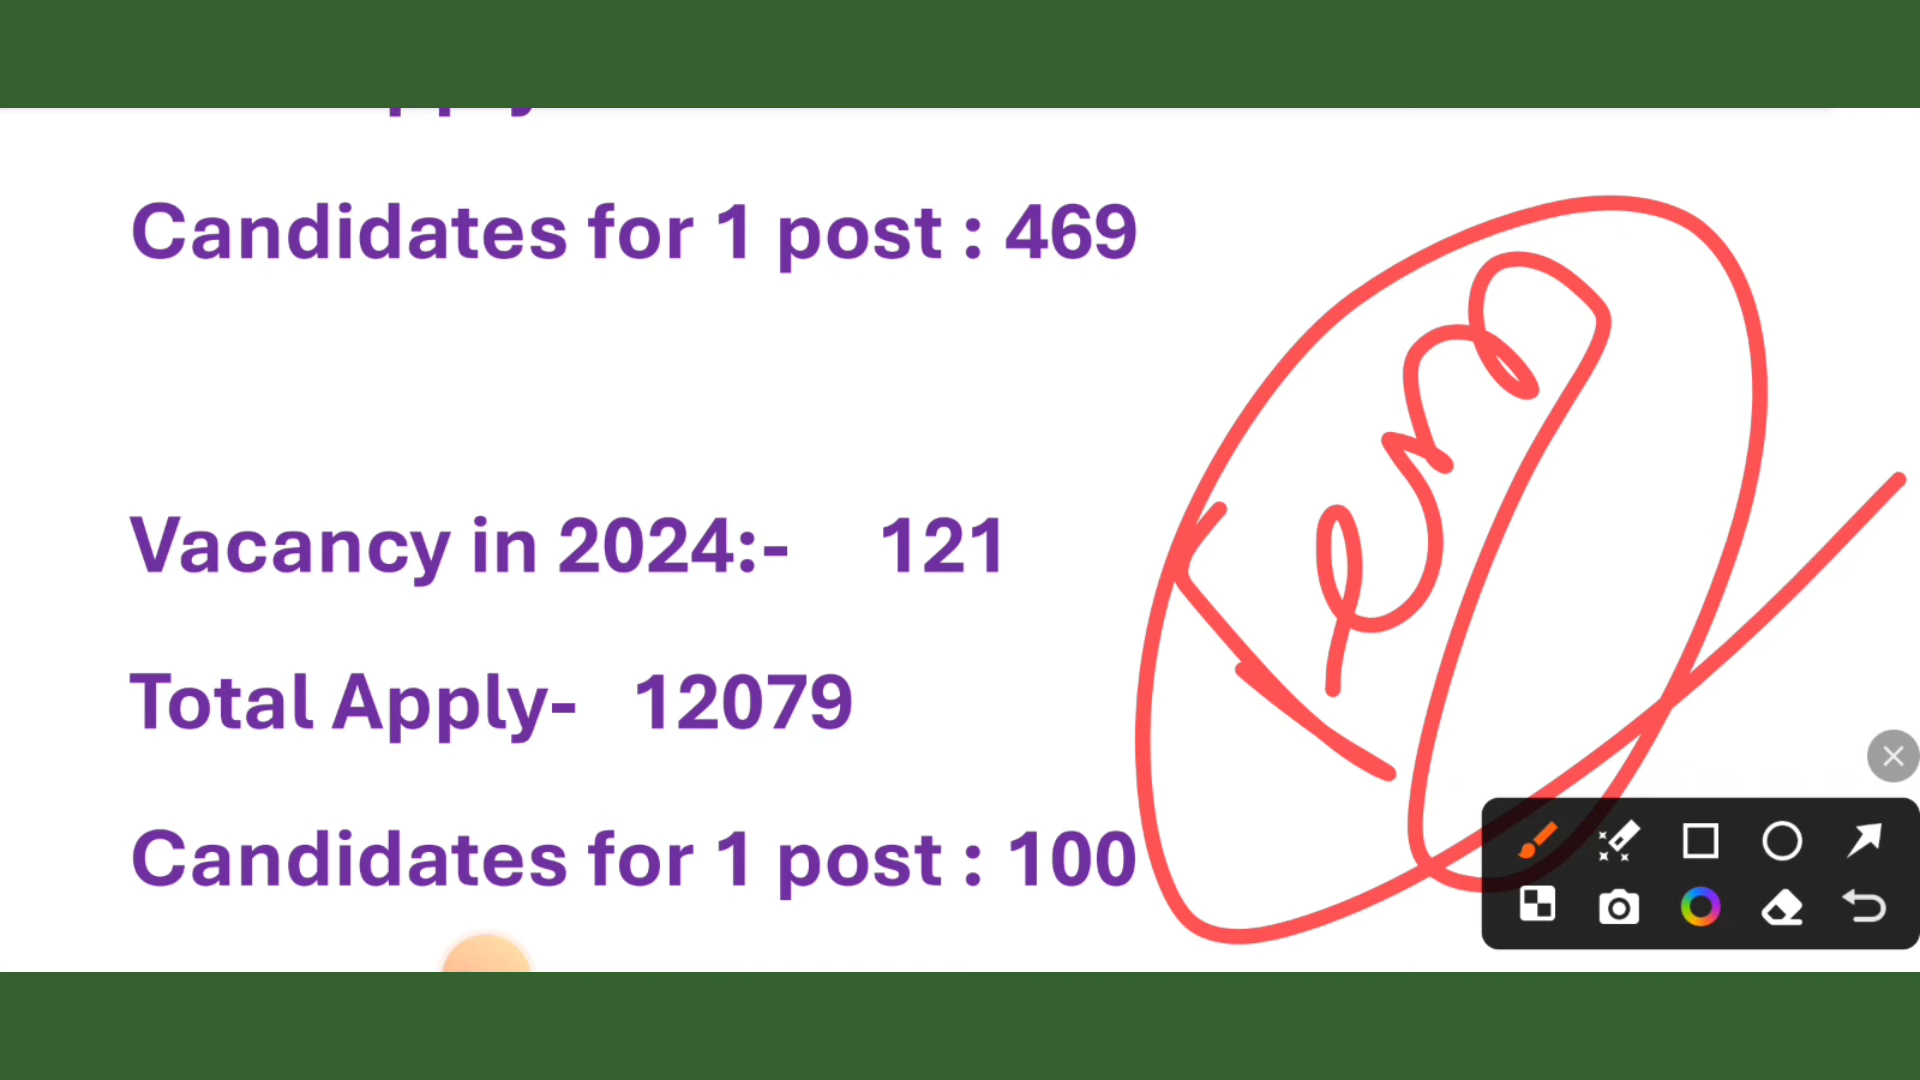 Candidates for 1 post : 469
Vacancy in 2024:- 121
Total Apply- 12079
Candidates for 1 post : 100